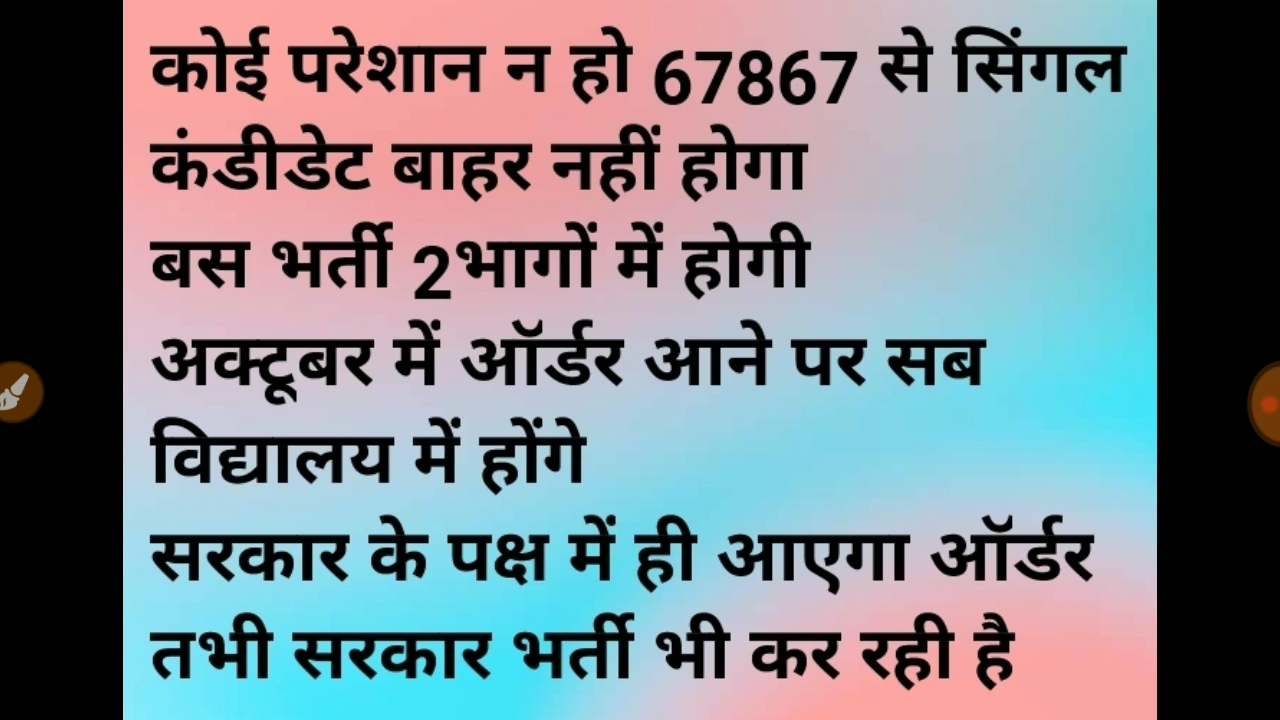 कोई परेशान न हो 67867 से सिंगल
कंडीडेट बाहर नहीं होगा
बस भर्ती 2भागों में होगी
अक्टूबर में ऑर्डर आने पर सब
विद्यालय में होंगे
सरकार के पक्ष में ही आएगा ऑर्डर
तभी सरकार भर्ती भी कर रही है